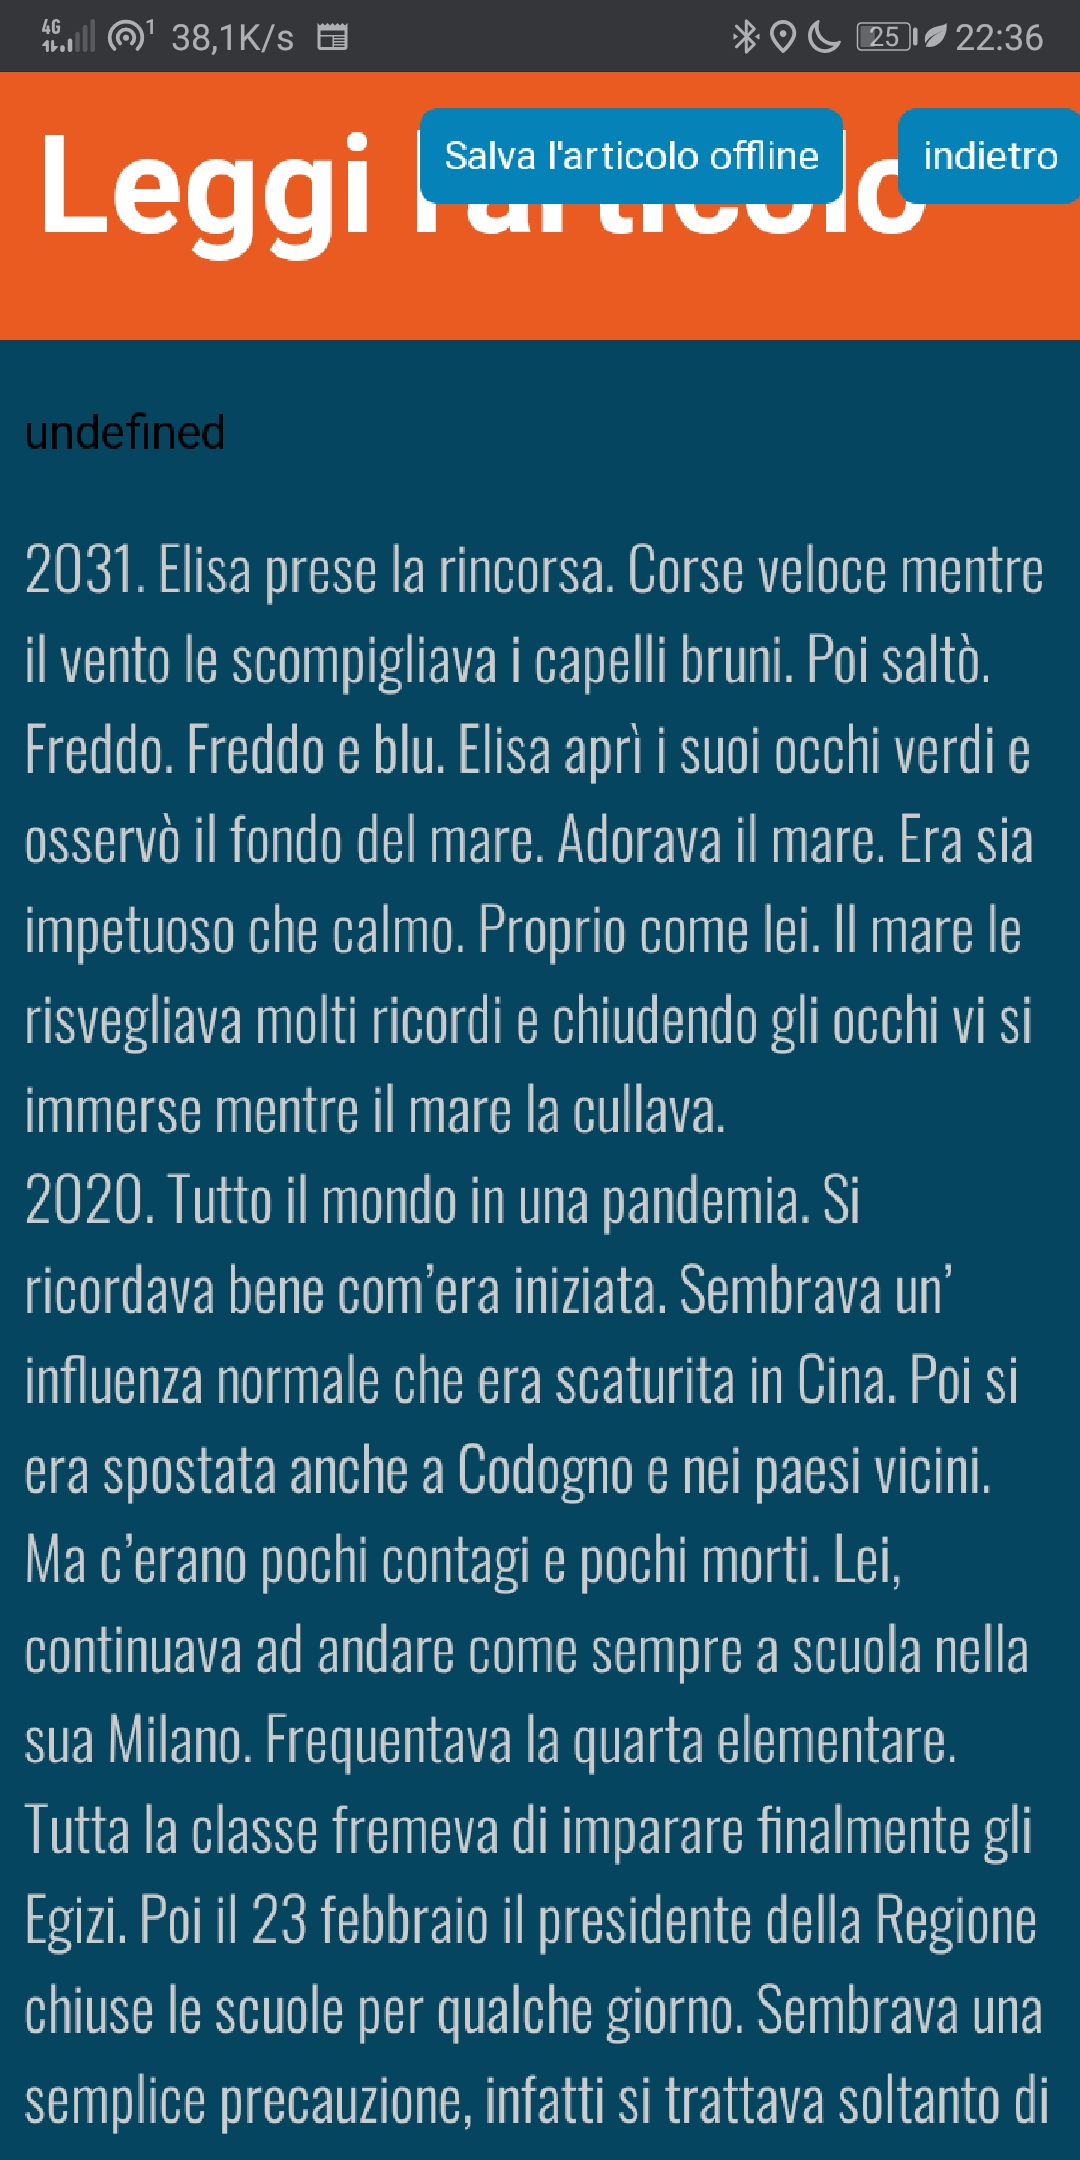 4G 1 38,1K/s 25 22:36
Leggi l'articolo
Salva l'articolo offline
indietro
undefined
2031. Elisa prese la rincorsa. Corse veloce mentre
il vento le scompigliava i capelli bruni. Poi saltò.
Freddo. Freddo e blu. Elisa aprì i suoi occhi verdi e
osservò il fondo del mare. Adorava il mare. Era sia
impetuoso che calmo. Proprio come lei. Il mare le
risvegliava molti ricordi e chiudendo gli occhi vi si
immerse mentre il mare la cullava.
2020. Tutto il mondo in una pandemia. Si
ricordava bene com’era iniziata. Sembrava un’
influenza normale che era scaturita in Cina. Poi si
era spostata anche a Codogno e nei paesi vicini.
Ma c’erano pochi contagi e pochi morti. Lei,
continuava ad andare come sempre a scuola nella
sua Milano. Frequentava la quarta elementare.
Tutta la classe fremeva di imparare finalmente gli
Egizi. Poi il 23 febbraio il presidente della Regione
chiuse le scuole per qualche giorno. Sembrava una
semplice precauzione, infatti si trattava soltanto di